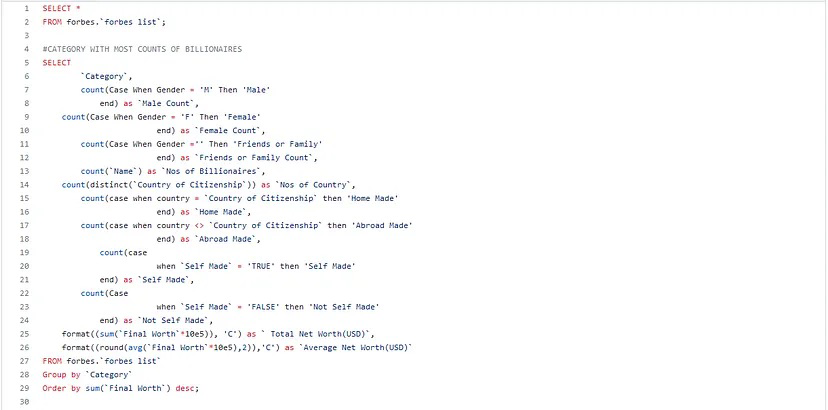 1 SELECT *
2 FROM forbes.`forbes list`;
3
4 #CATEGORY WITH MOST COUNTS OF BILLIONAIRES
5 SELECT
6 `Category`,
7 count(Case When Gender = 'M' Then 'Male'
8 end) as `Male Count`,
9 count(Case When Gender = 'F' Then 'Female'
10 end) as `Female Count`,
11 count(Case When Gender ='' Then 'Friends or Family'
12 end) as `Friends or Family Count`,
13 count(`Name`) as `Nos of Billionaires`,
14 count(distinct(`Country of Citizenship`)) as `Nos of Country`,
15 count(case when country = `Country of Citizenship` then 'Home Made'
16 end) as `Home Made`,
17 count(case when country <> `Country of Citizenship` then 'Abroad Made'
18 end) as `Abroad Made`,
19 count(case
20 when `Self Made` = 'TRUE' then 'Self Made'
21 end) as `Self Made`,
22 count(Case
23 when `Self Made` = 'FALSE' then 'Not Self Made'
24 end) as `Not Self Made`,
25 format((sum(`Final Worth`*10e5)), 'C') as ` Total Net Worth(USD)`,
26 format((round(avg(`Final Worth`*10e5),2)),'C') as `Average Net Worth(USD)`
27 FROM forbes.`forbes list`
28 Group by `Category`
29 Order by sum(`Final Worth`) desc;
30